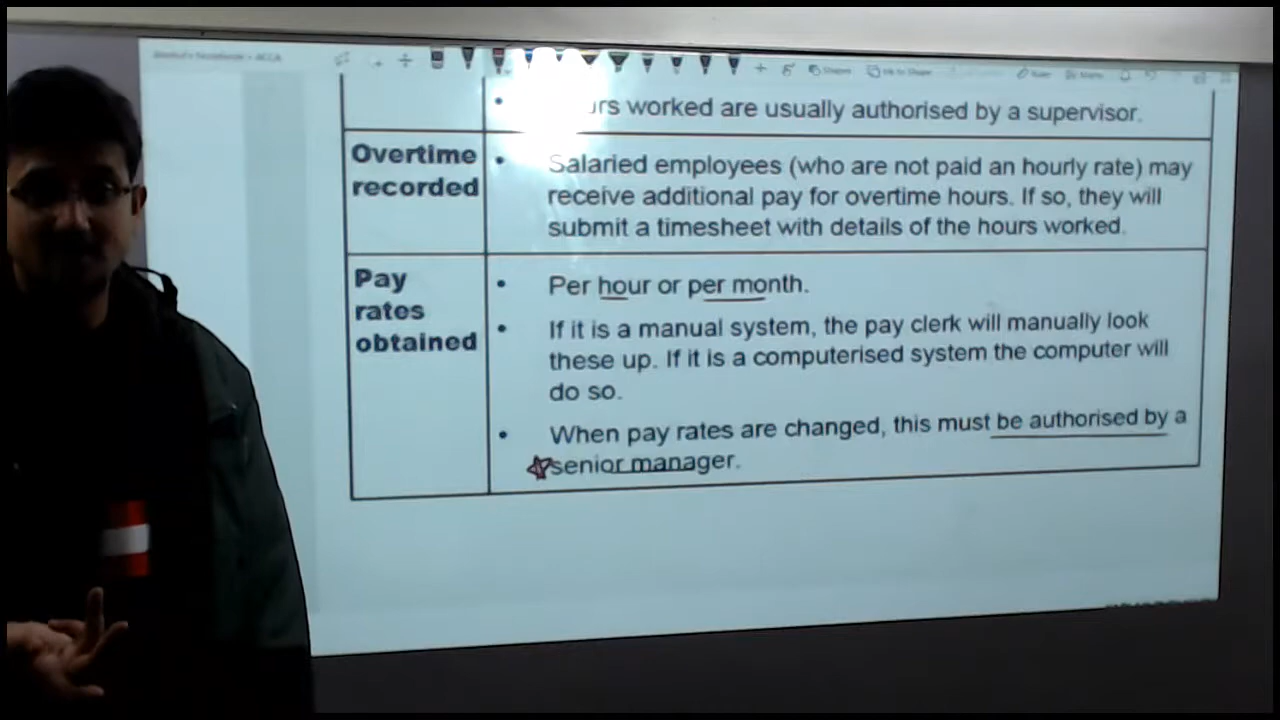 Notebook - ACCA
Shapes Ink to Shape Ruler
urs worked are usually authorised by a supervisor.
Overtime
recorded
• Salaried employees (who are not paid an hourly rate) may
receive additional pay for overtime hours. If so, they will
submit a timesheet with details of the hours worked.
Pay
rates
obtained
• Per hour or per month.
• If it is a manual system, the pay clerk will manually look
these up. If it is a computerised system the computer will
do so.
• When pay rates are changed, this must be authorised by a
senior manager.